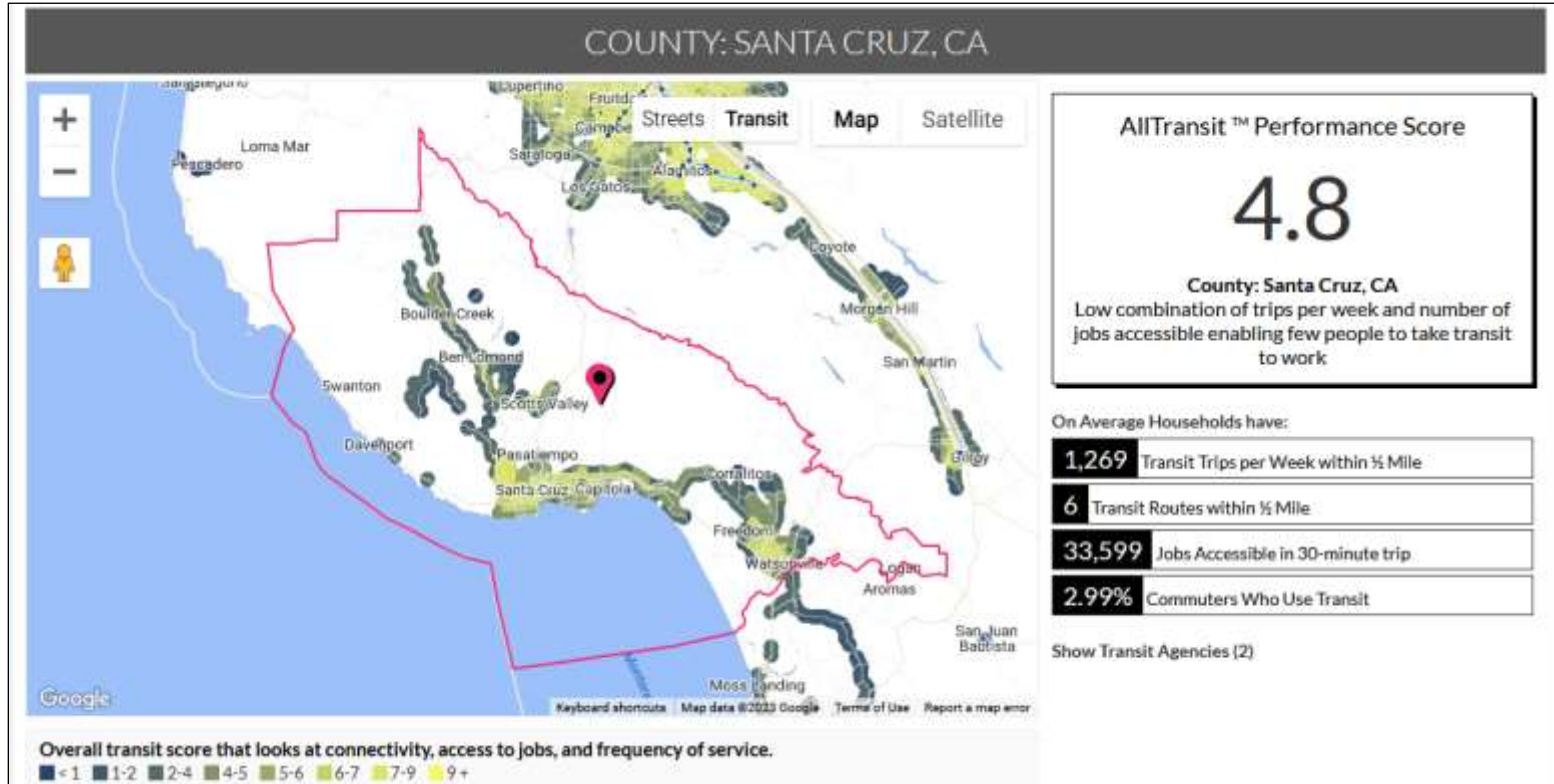 COUNTY: SANTA CRUZ, CA
Cupertino
Loma Mar
Streets Transit
Map Satellite
Pescadero
Saratoga
Los Gatos
Alamitos
Coyote
Morgan Hill
Boulder Creek
San Martin
Ben Lomond
Swanton
Scotts Valley
Davenport
Pasatiempo
Gilroy
Corralitos
Santa Cruz Capitola
Freedom
Watsonville
Logan
Aromas
San Juan
Bautista
Moss Landing
Google
Keyboard shortcuts Map data ©2023 Google Terms of Use Report a map error
Overall transit score that looks at connectivity, access to jobs, and frequency of service.
< 1 1-2 2-4 4-5 5-6 6-7 7-9 9 +
AllTransit ™ Performance Score
4.8
County: Santa Cruz, CA
Low combination of trips per week and number of
jobs accessible enabling few people to take transit
to work
On Average Households have:
1,269 Transit Trips per Week within ½ Mile
6 Transit Routes within ½ Mile
33,599 Jobs Accessible in 30-minute trip
2.99% Commuters Who Use Transit
Show Transit Agencies (2)